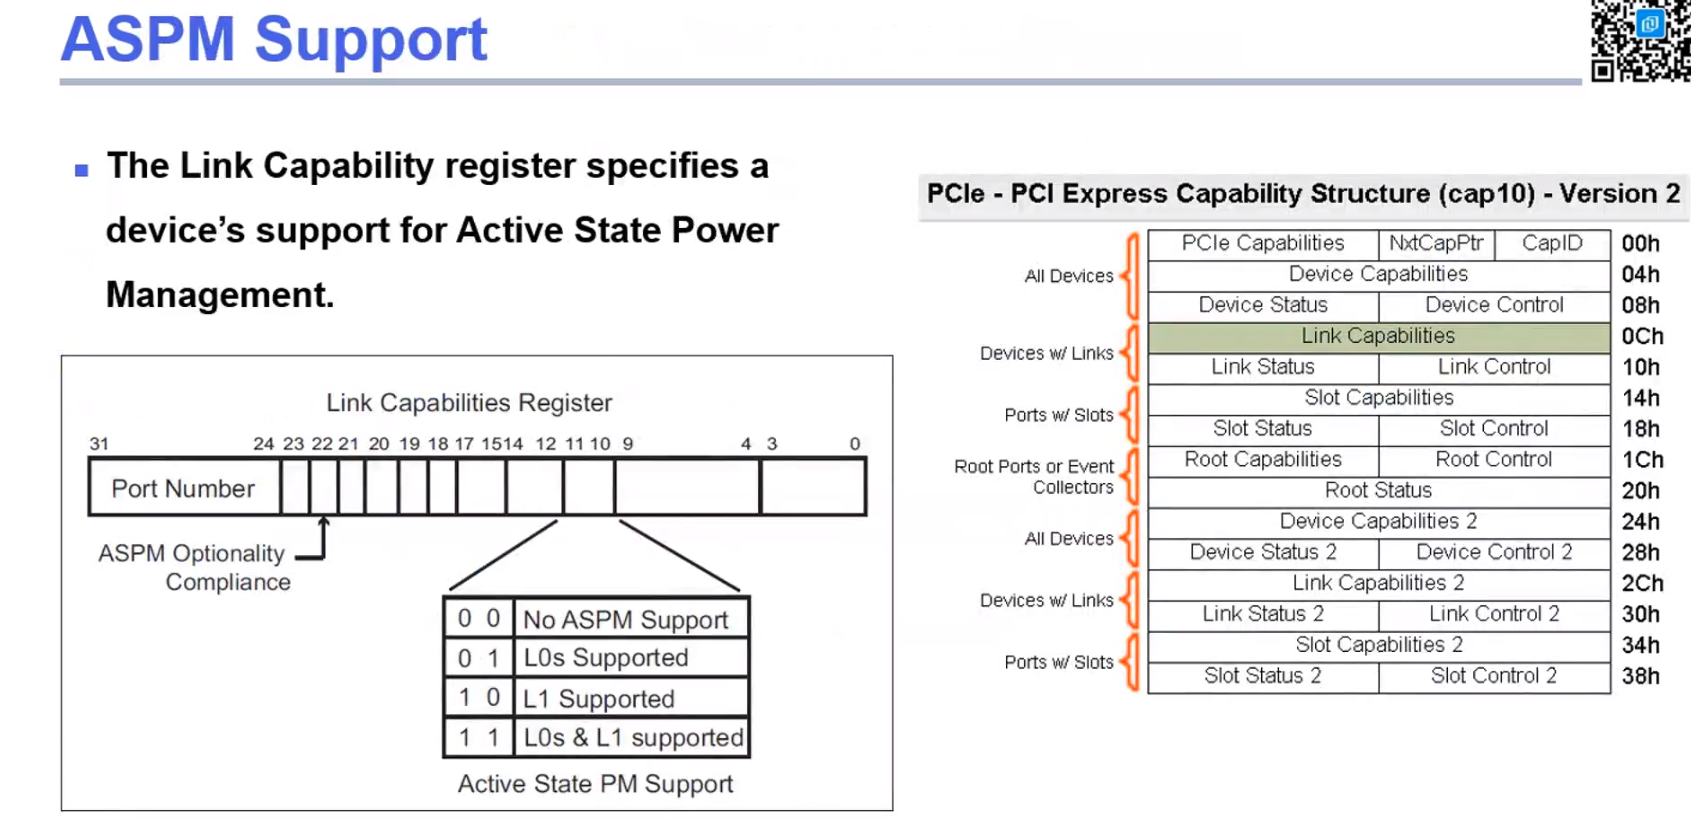 ASPM Support
The Link Capability register specifies a
device's support for Active State Power
Management.
Link Capabilities Register
31 24 23 22 21 20 19 18 17 15 14 12 11 10 9 4 3 0
Port Number
ASPM Optionality
Compliance
0 0 No ASPM Support
0 1 L0s Supported
1 0 L1 Supported
1 1 L0s & L1 supported
Active State PM Support
PCIe - PCI Express Capability Structure (cap10) - Version 2
PCIe Capabilities NxtCapPtr CapID 00h
All Devices Device Capabilities 04h
Device Status Device Control 08h
Link Capabilities 0Ch
Devices w/ Links
Link Status Link Control 10h
Slot Capabilities 14h
Ports w/ Slots
Slot Status Slot Control 18h
Root Capabilities Root Control 1Ch
Root Ports or Event
Collectors
Root Status 20h
Device Capabilities 2 24h
All Devices
Device Status 2 Device Control 2 28h
Link Capabilities 2 2Ch
Devices w/ Links
Link Status 2 Link Control 2 30h
Slot Capabilities 2 34h
Ports w/ Slots
Slot Status 2 Slot Control 2 38h